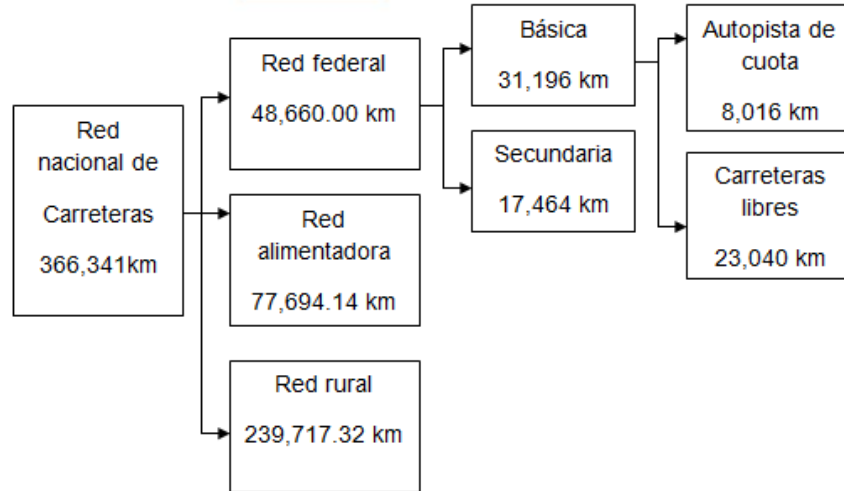 Red
nacional de
Carreteras
366,341km
Red federal
48,660.00 km
Red
alimentadora
77,694.14 km
Red rural
239,717.32 km
Básica
31,196 km
Secundaria
17,464 km
Autopista de
cuota
8,016 km
Carreteras
libres
23,040 km